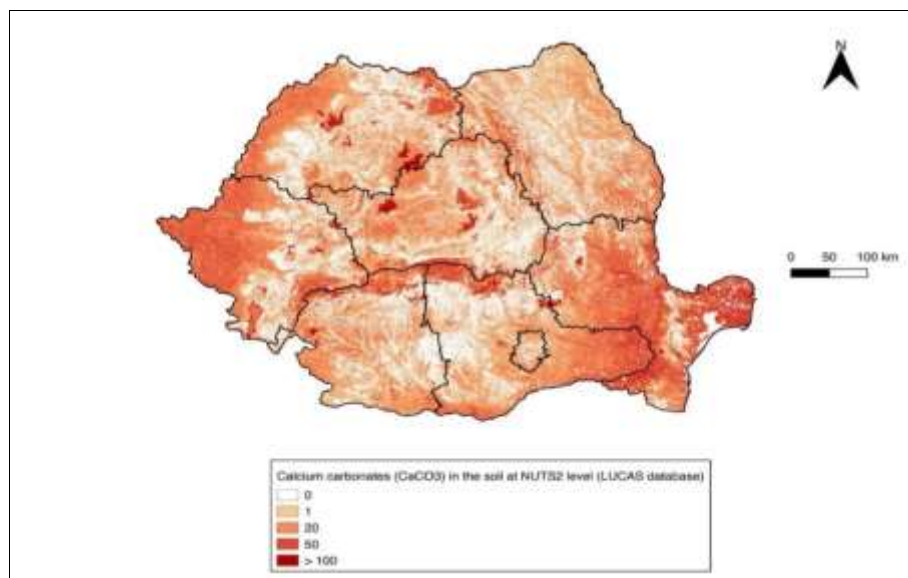 N
0 50 100 km
Calcium carbonates (CaCO3) in the soil at NUTS2 level (LUCAS database)
0
1
20
50
> 100